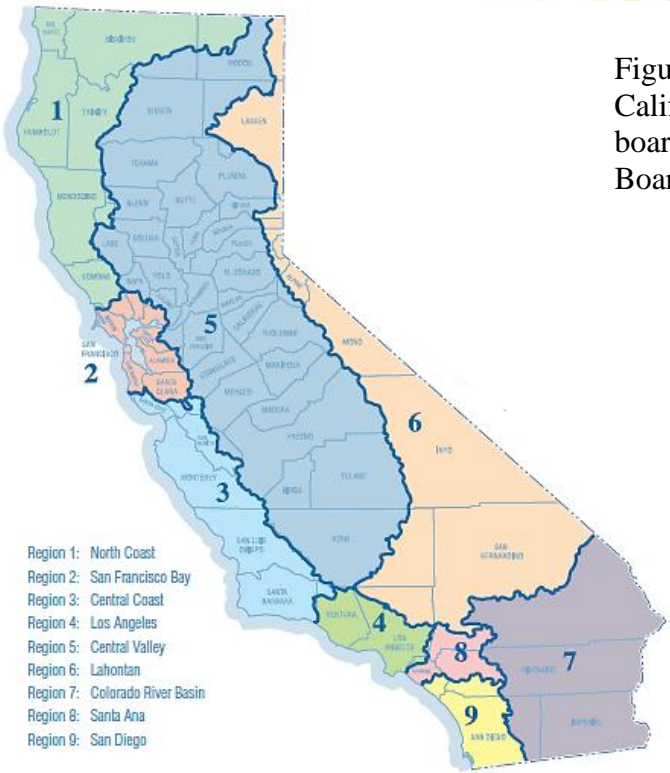 Figu
Calif
boar
Boar
SISKIYOU
MODOC
1
TRINITY
SHASTA
LASSEN
HUMBOLDT
TEHAMA
PLUMAS
MENDOCINO
GLENN
BUTTE
LAKE
COLUSA
SONOMA
NAPA
YOLO
EL DORADO
ALPINE
5
TUOLUMNE
MONO
SAN
FRANCISCO
2
ALAMEDA
SANTA
CLARA
STANISLAUS
MARIPOSA
MERCED
MADERA
FRESNO
6
INYO
MONTEREY
3
KINGS
TULARE
SAN LUIS
OBISPO
KERN
SAN
BERNARDINO
SANTA
BARBARA
VENTURA
4
LOS
ANGELES
8
RIVERSIDE
7
9
SAN DIEGO
IMPERIAL
Region 1: North Coast
Region 2: San Francisco Bay
Region 3: Central Coast
Region 4: Los Angeles
Region 5: Central Valley
Region 6: Lahontan
Region 7: Colorado River Basin
Region 8: Santa Ana
Region 9: San Diego